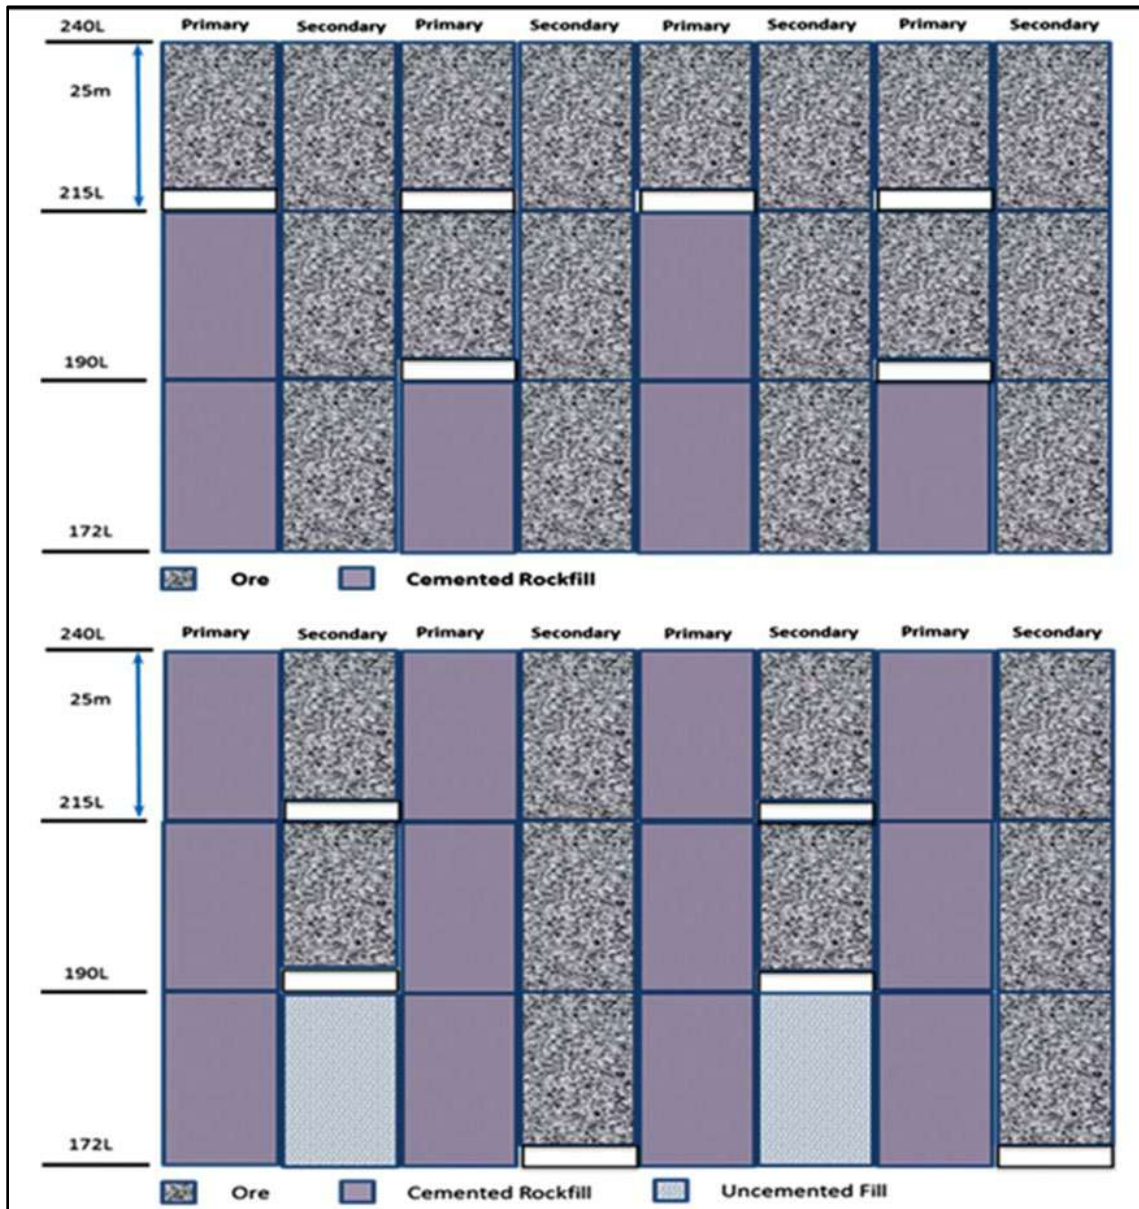 240L Primary Secondary Primary Secondary Primary Secondary Primary Secondary
25m
215L
190L
172L
Ore Cemented Rockfill
240L Primary Secondary Primary Secondary Primary Secondary Primary Secondary
25m
215L
190L
172L
Ore Cemented Rockfill Uncemented Fill